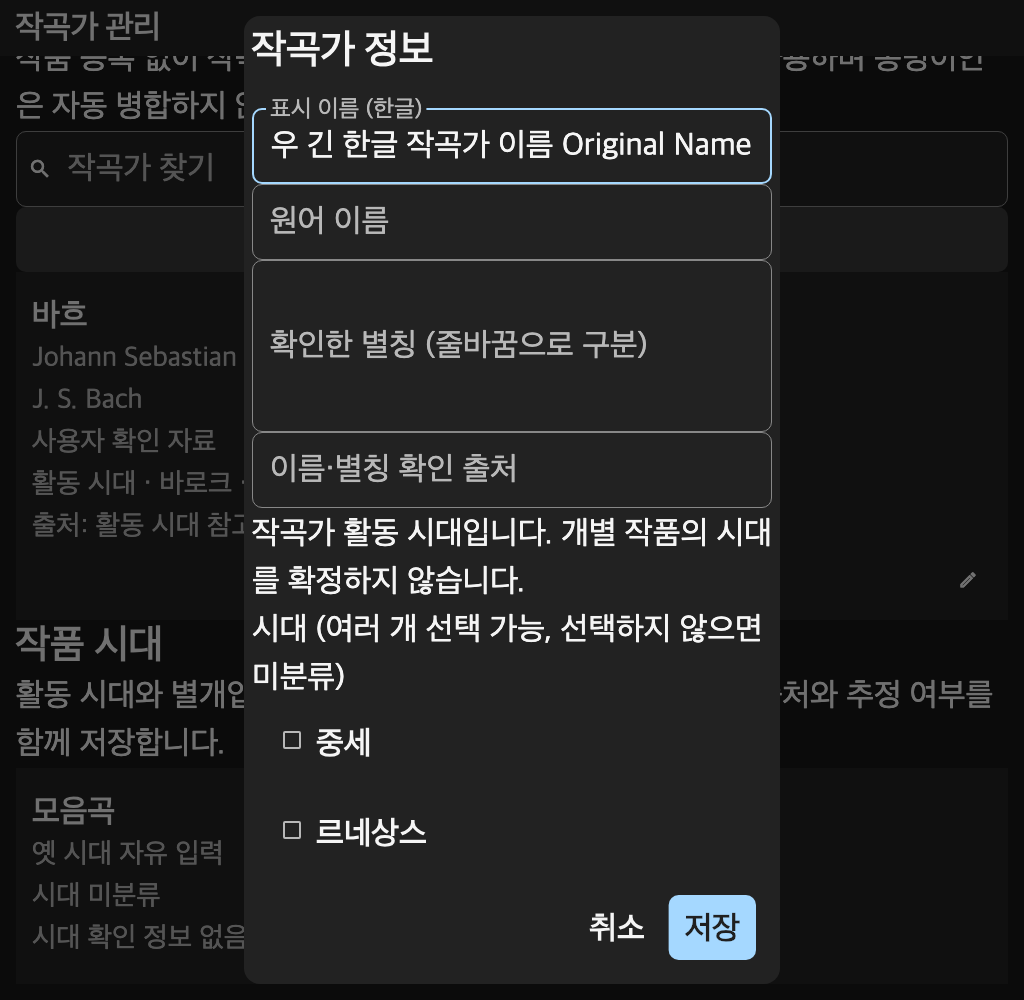 작곡가 관리
작품 등록 없이
은 자동 병합하지
작곡가 찾기
바흐
Johann Sebastian
J. S. Bach
사용자 확인 자료
활동 시대 · 바로크 ·
출처: 활동 시대 참고
작품 시대
활동 시대와 별개입
처와 추정 여부를
함께 저장합니다.
모음곡
옛 시대 자유 입력
시대 미분류
시대 확인 정보 없음
작곡가 정보
표시 이름 (한글)
우 긴 한글 작곡가 이름 Original Name
원어 이름
확인한 별칭 (줄바꿈으로 구분)
이름·별칭 확인 출처
작곡가 활동 시대입니다. 개별 작품의 시대
를 확정하지 않습니다.
시대 (여러 개 선택 가능, 선택하지 않으면
미분류)
중세
르네상스
취소
저장